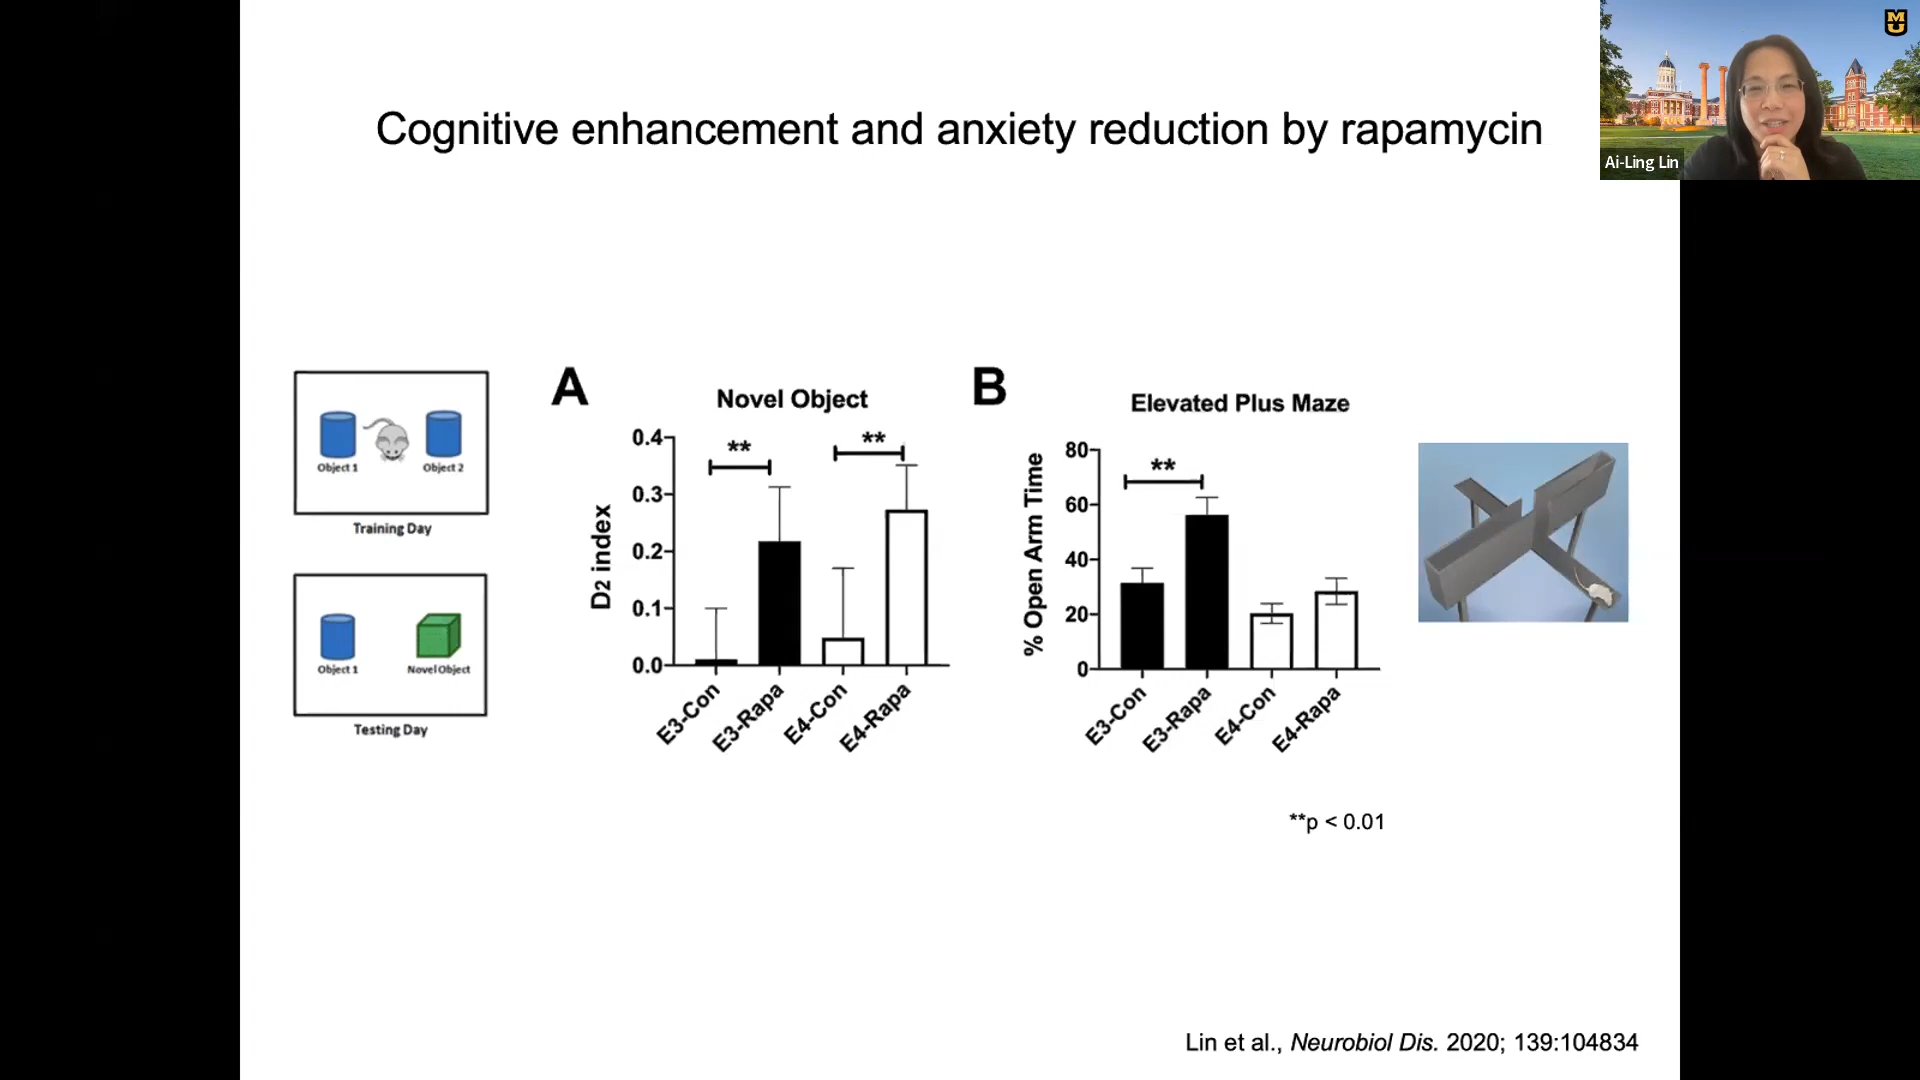 Cognitive enhancement and anxiety reduction by rapamycin
MU
Ai-Ling Lin
Object 1
Object 2
Training Day
Object 1
Novel Object
Testing Day
A
Novel Object
D2 index
0.4
0.3
0.2
0.1
0.0
**
**
E3-Con
E3-Rapa
E4-Con
E4-Rapa
B
Elevated Plus Maze
% Open Arm Time
80
60
40
20
0
**
E3-Con
E3-Rapa
E4-Con
E4-Rapa
**p < 0.01
Lin et al., Neurobiol Dis. 2020; 139:104834